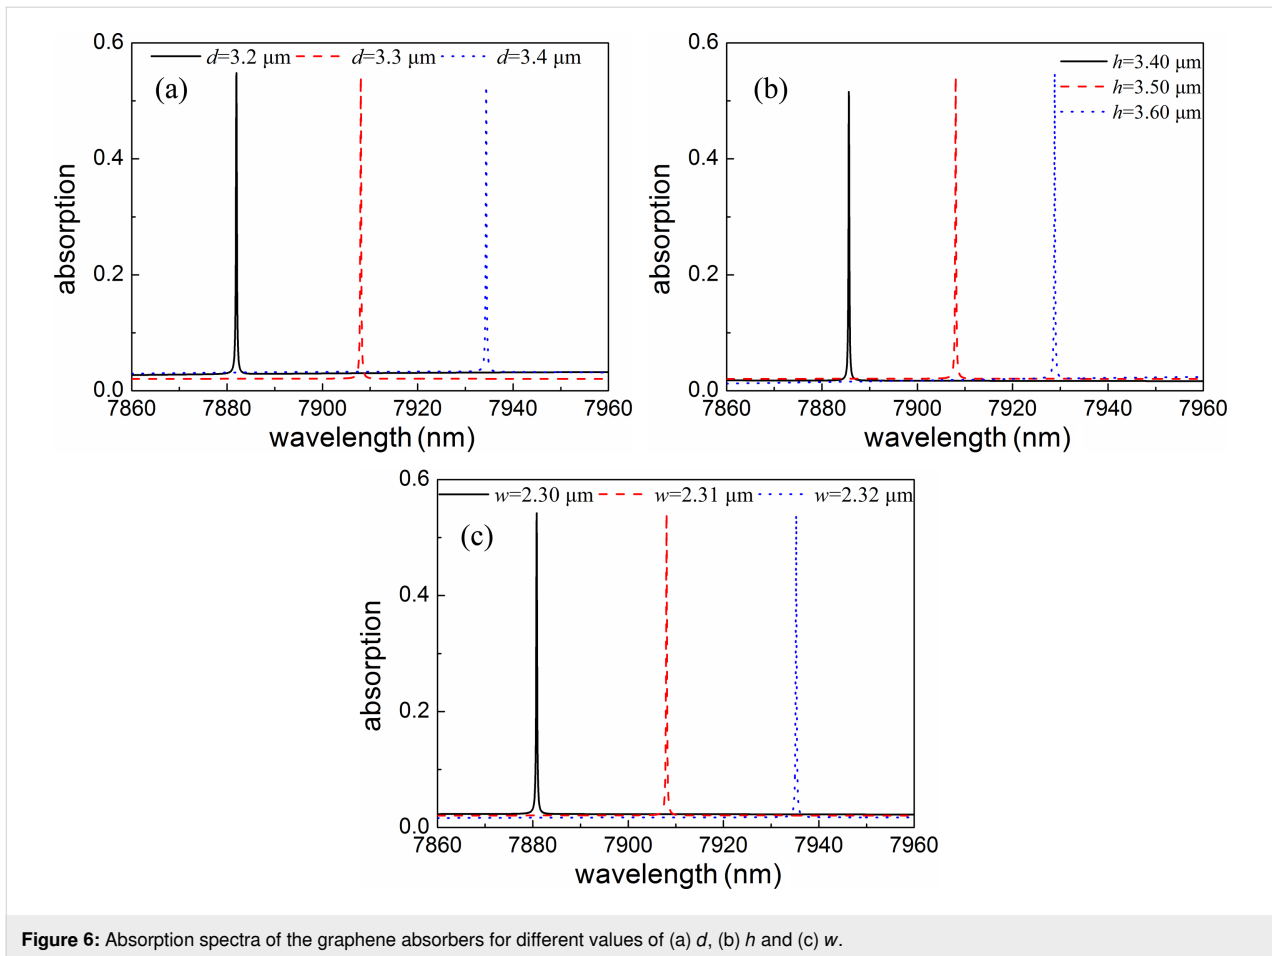 (a)
d=3.2 μm d=3.3 μm d=3.4 μm
absorption
0.6
0.4
0.2
0.0
7860 7880 7900 7920 7940 7960
wavelength (nm)
(b)
h=3.40 μm
h=3.50 μm
h=3.60 μm
absorption
0.6
0.4
0.2
0.0
7860 7880 7900 7920 7940 7960
wavelength (nm)
(c)
w=2.30 μm w=2.31 μm w=2.32 μm
absorption
0.6
0.4
0.2
0.0
7860 7880 7900 7920 7940 7960
wavelength (nm)
Figure 6: Absorption spectra of the graphene absorbers for different values of (a) d, (b) h and (c) w.